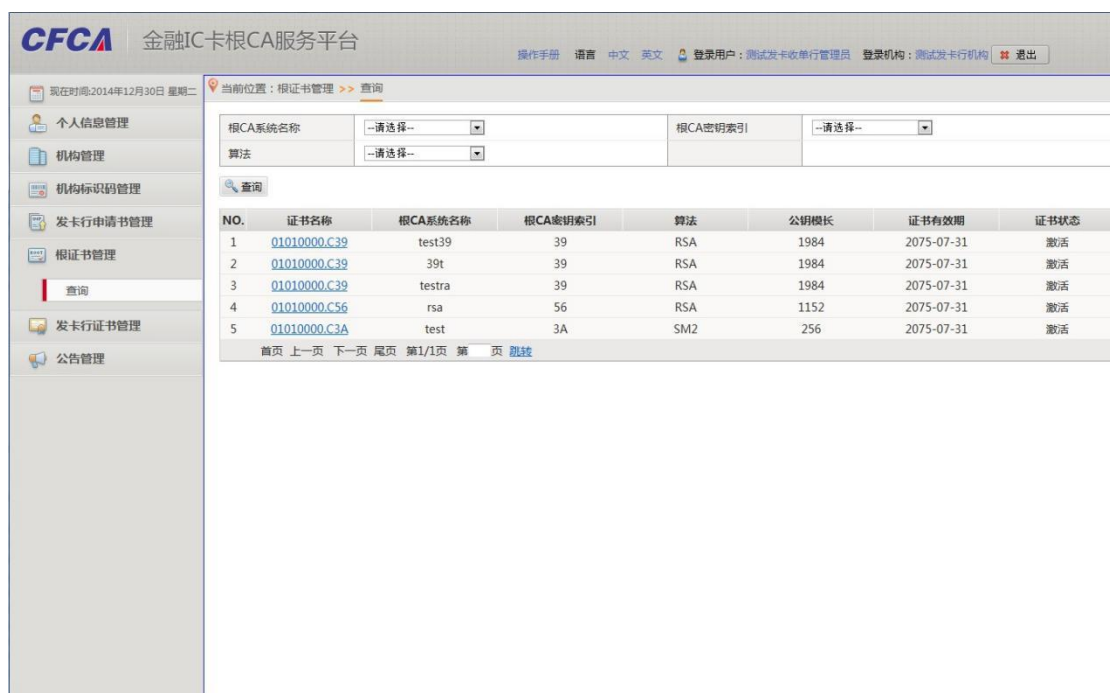 CFCA 金融IC卡根CA服务平台
操作手册 语言 中文 英文 登录用户：测试发卡收单行管理员 登录机构：测试发卡行机构 退出
现在时间:2014年12月30日 星期二
当前位置：根证书管理 >> 查询
个人信息管理
机构管理
机构标识码管理
发卡行申请书管理
根证书管理
查询
发卡行证书管理
公告管理
根CA系统名称 --请选择-- 根CA密钥索引 --请选择--
算法 --请选择--
查询
NO. 证书名称 根CA系统名称 根CA密钥索引 算法 公钥模长 证书有效期 证书状态
1 01010000.C39 test39 39 RSA 1984 2075-07-31 激活
2 01010000.C39 39t 39 RSA 1984 2075-07-31 激活
3 01010000.C39 testra 39 RSA 1984 2075-07-31 激活
4 01010000.C56 rsa 56 RSA 1152 2075-07-31 激活
5 01010000.C3A test 3A SM2 256 2075-07-31 激活
首页 上一页 下一页 尾页 第1/1页 第 页 跳转